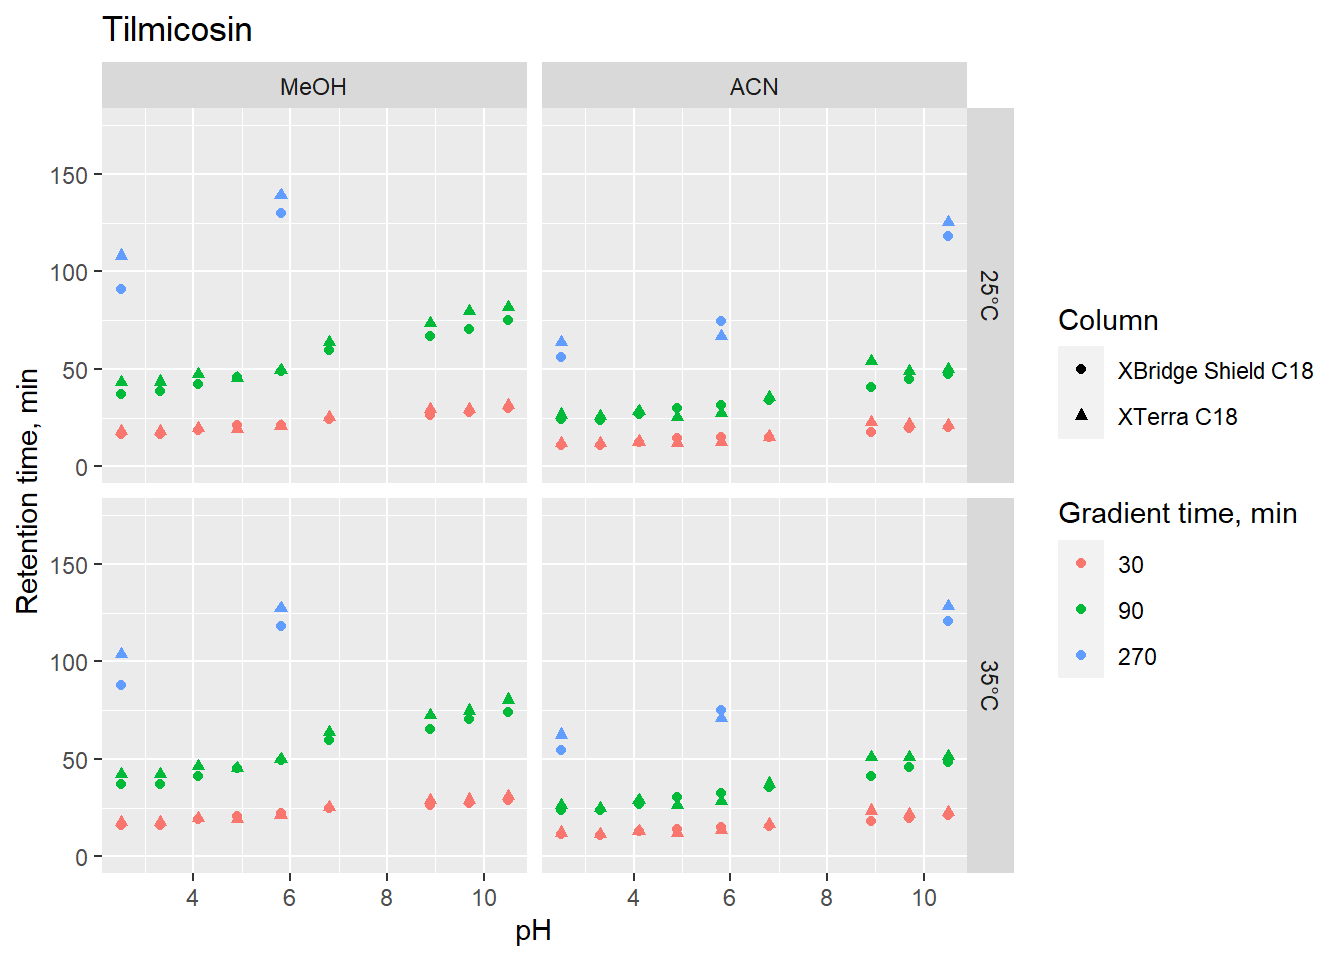 Tilmicosin
MeOH
ACN
150
100
50
0
25°C
150
100
50
0
35°C
4
6
8
10
4
6
8
10
pH
Retention time, min
Column
XBridge Shield C18
XTerra C18
Gradient time, min
30
90
270